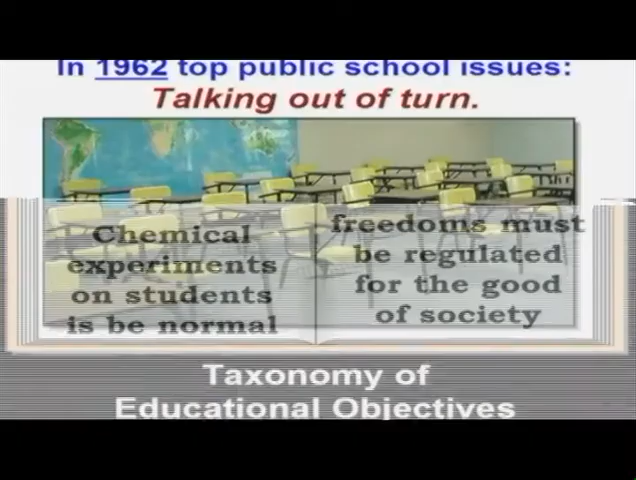 In 1962 top public school issues:
Talking out of turn.
Chemical
experiments
on students
is be normal
freedoms must
be regulated
for the good
of society
Taxonomy of
Educational Objectives